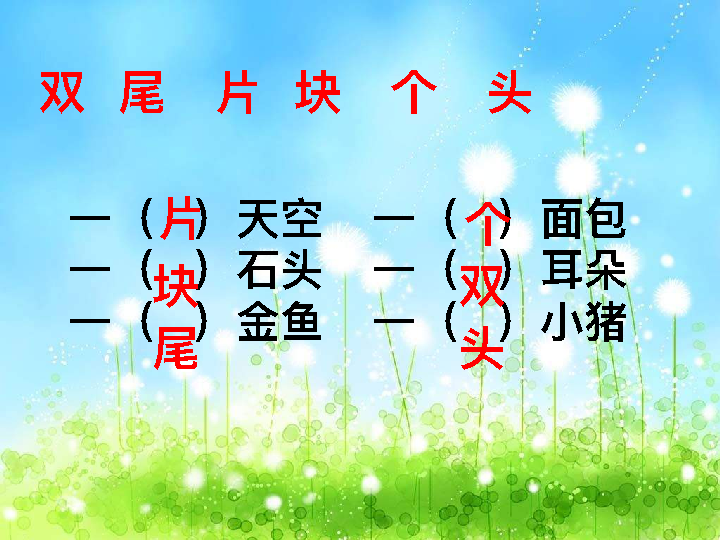 双 尾 片 块 个 头
一（片）天空 一（个）面包
一（块）石头 一（双）耳朵
一（尾）金鱼 一（头）小猪